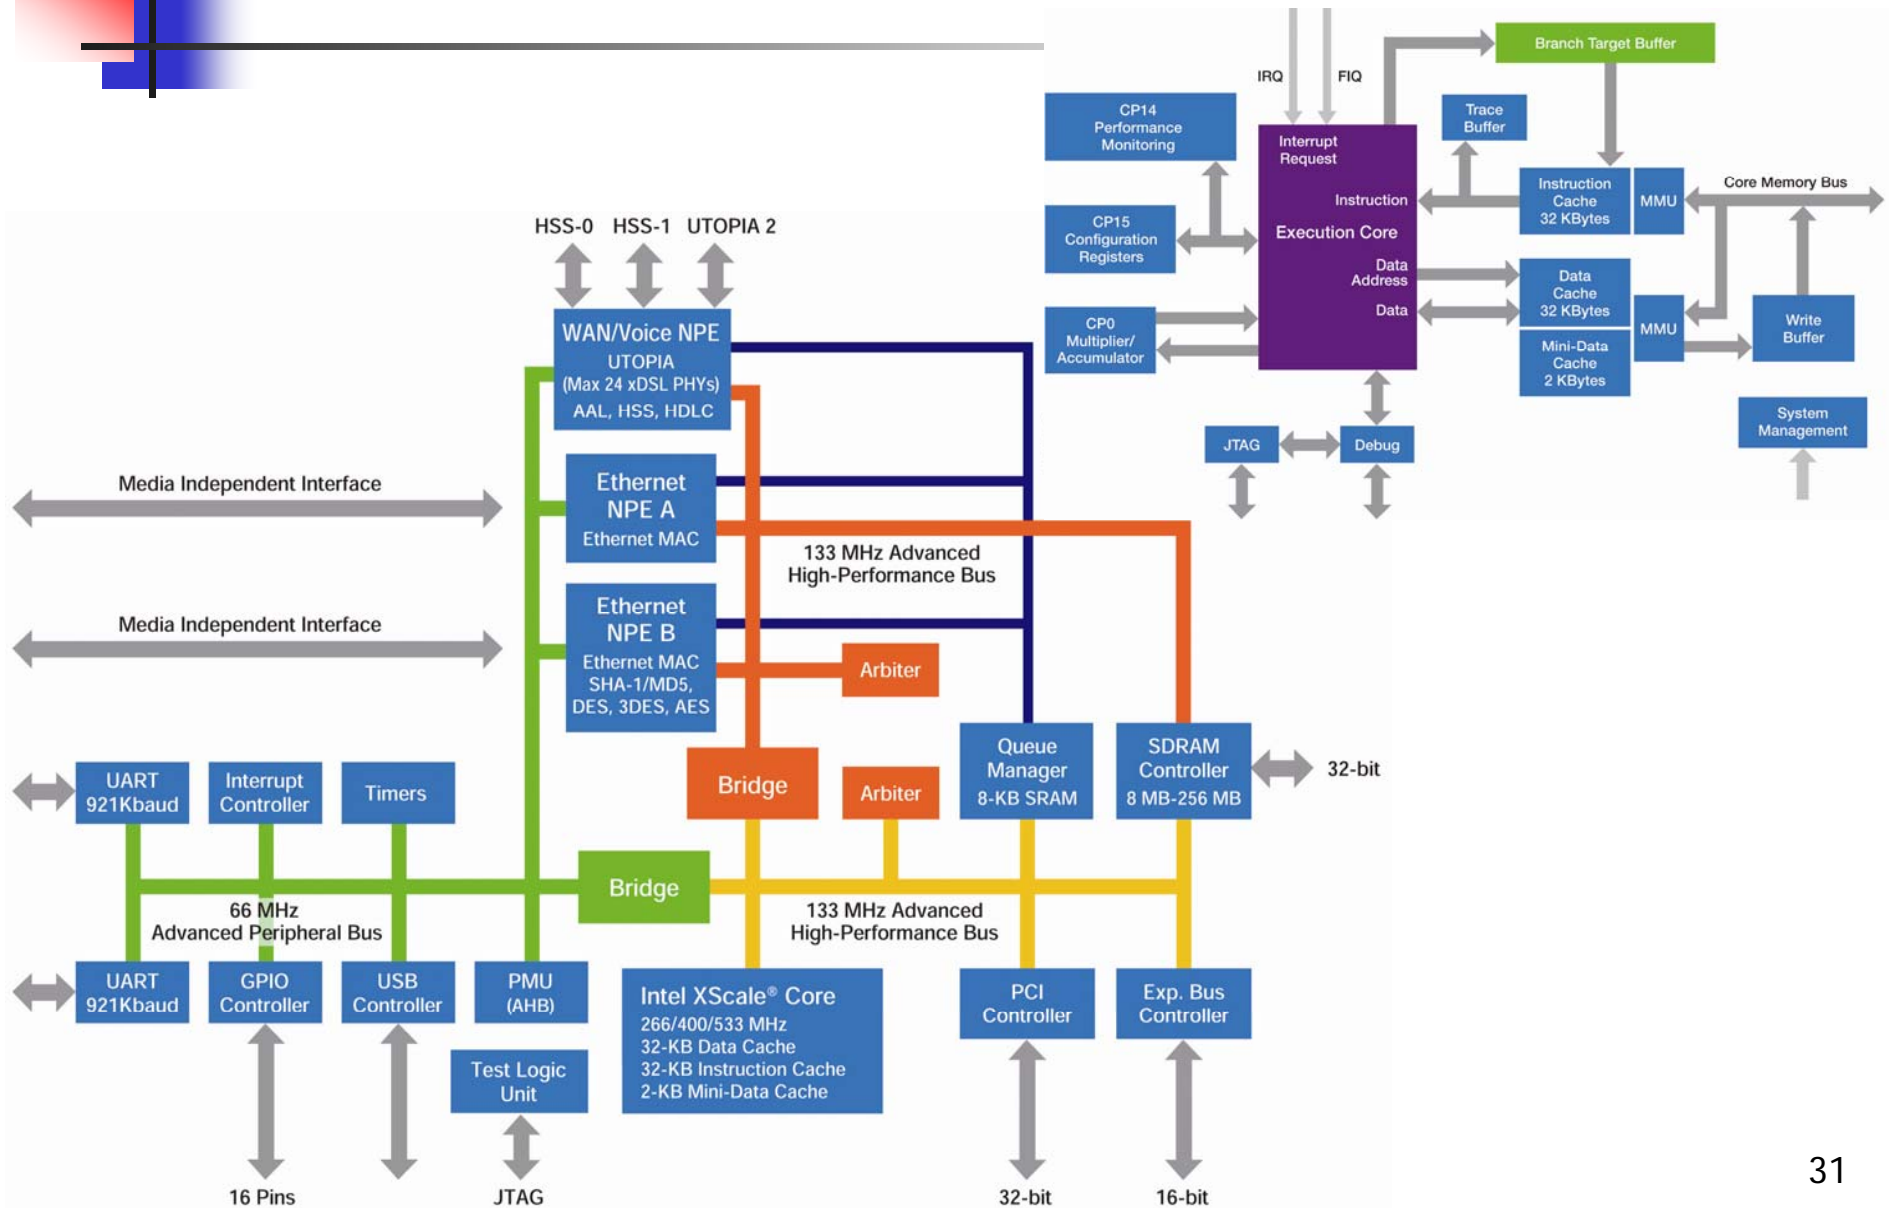 Branch Target Buffer
IRQ
FIQ
CP14
Performance
Monitoring
Trace
Buffer
Interrupt
Request
Instruction
Execution Core
Data
Address
Data
Instruction
Cache
32 KBytes
MMU
Core Memory Bus
CP15
Configuration
Registers
Data
Cache
32 KBytes
MMU
Mini-Data
Cache
2 KBytes
Write
Buffer
CP0
Multiplier/
Accumulator
System
Management
JTAG
Debug
HSS-0
HSS-1
UTOPIA 2
WAN/Voice NPE
UTOPIA
(Max 24 xDSL PHYs)
AAL, HSS, HDLC
Media Independent Interface
Ethernet
NPE A
Ethernet MAC
133 MHz Advanced
High-Performance Bus
Media Independent Interface
Ethernet
NPE B
Ethernet MAC
SHA-1/MD5,
DES, 3DES, AES
Arbiter
UART
921Kbaud
Interrupt
Controller
Timers
Bridge
Arbiter
Queue
Manager
8-KB SRAM
SDRAM
Controller
8 MB-256 MB
32-bit
Bridge
66 MHz
Advanced Peripheral Bus
133 MHz Advanced
High-Performance Bus
UART
921Kbaud
GPIO
Controller
USB
Controller
PMU
(AHB)
Intel XScale® Core
266/400/533 MHz
32-KB Data Cache
32-KB Instruction Cache
2-KB Mini-Data Cache
PCI
Controller
Exp. Bus
Controller
Test Logic
Unit
16 Pins
JTAG
32-bit
16-bit
31